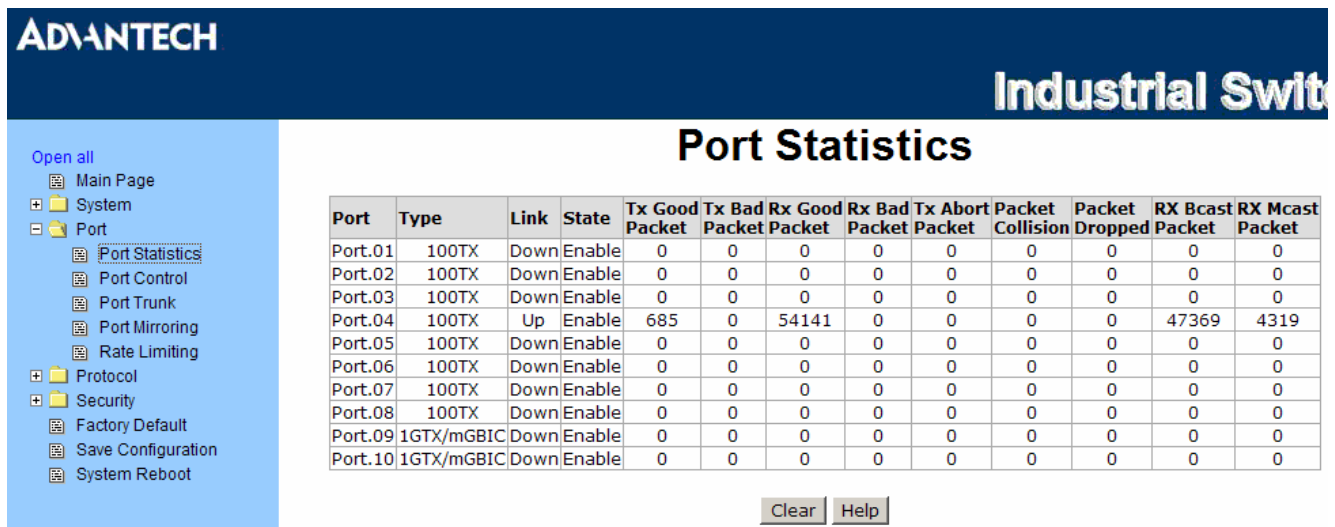 ADVANTECH
Industrial
Port Statistics
Open all
Main Page
System
Port
Port Statistics
Port Control
Port Trunk
Port Mirroring
Rate Limiting
Protocol
Security
Factory Default
Save Configuration
System Reboot
Port Type Link State Tx Good Packet Tx Bad Packet Rx Good Packet Rx Bad Packet Tx Abort Packet Packet Collision Packet Dropped RX Bcast Packet RX Mcast Packet
Port.01 100TX Down Enable 0 0 0 0 0 0 0 0 0
Port.02 100TX Down Enable 0 0 0 0 0 0 0 0 0
Port.03 100TX Down Enable 0 0 0 0 0 0 0 0 0
Port.04 100TX Up Enable 685 0 54141 0 0 0 0 47369 4319
Port.05 100TX Down Enable 0 0 0 0 0 0 0 0 0
Port.06 100TX Down Enable 0 0 0 0 0 0 0 0 0
Port.07 100TX Down Enable 0 0 0 0 0 0 0 0 0
Port.08 100TX Down Enable 0 0 0 0 0 0 0 0 0
Port.09 1GTX/mGBIC Down Enable 0 0 0 0 0 0 0 0 0
Port.10 1GTX/mGBIC Down Enable 0 0 0 0 0 0 0 0 0
Clear Help